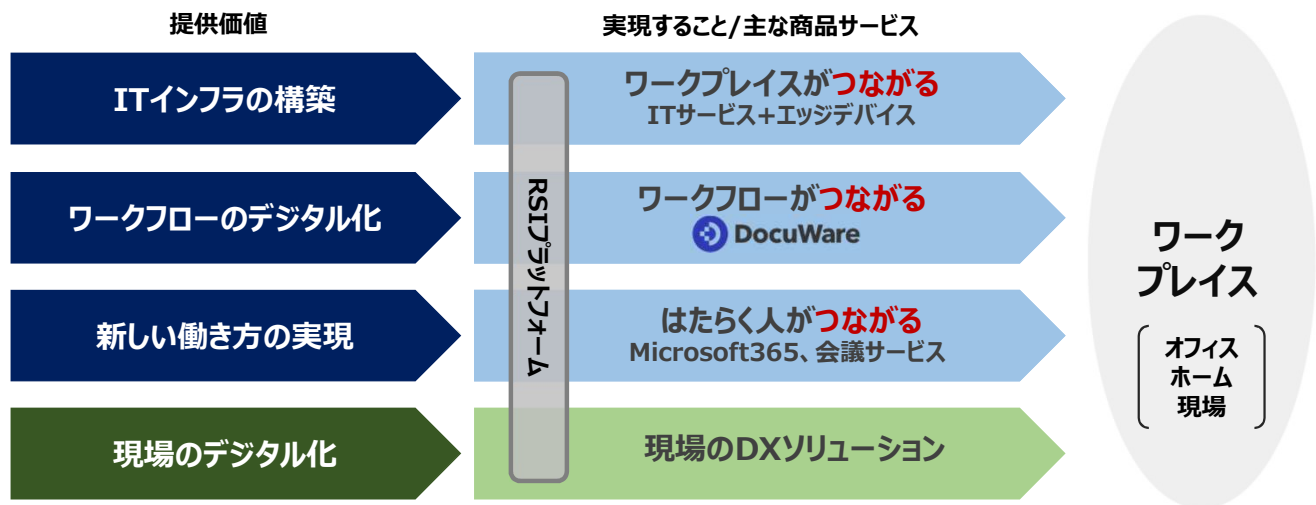 提供価値
実現すること/主な商品サービス
ITインフラの構築
ワークプレイスがつながる
ITサービス+エッジデバイス
ワークフローのデジタル化
ワークフローがつながる
DocuWare
新しい働き方の実現
はたらく人がつながる
Microsoft365、会議サービス
現場のデジタル化
現場のDXソリューション
RSIプラットフォーム
ワーク
プレイス
オフィス
ホーム
現場